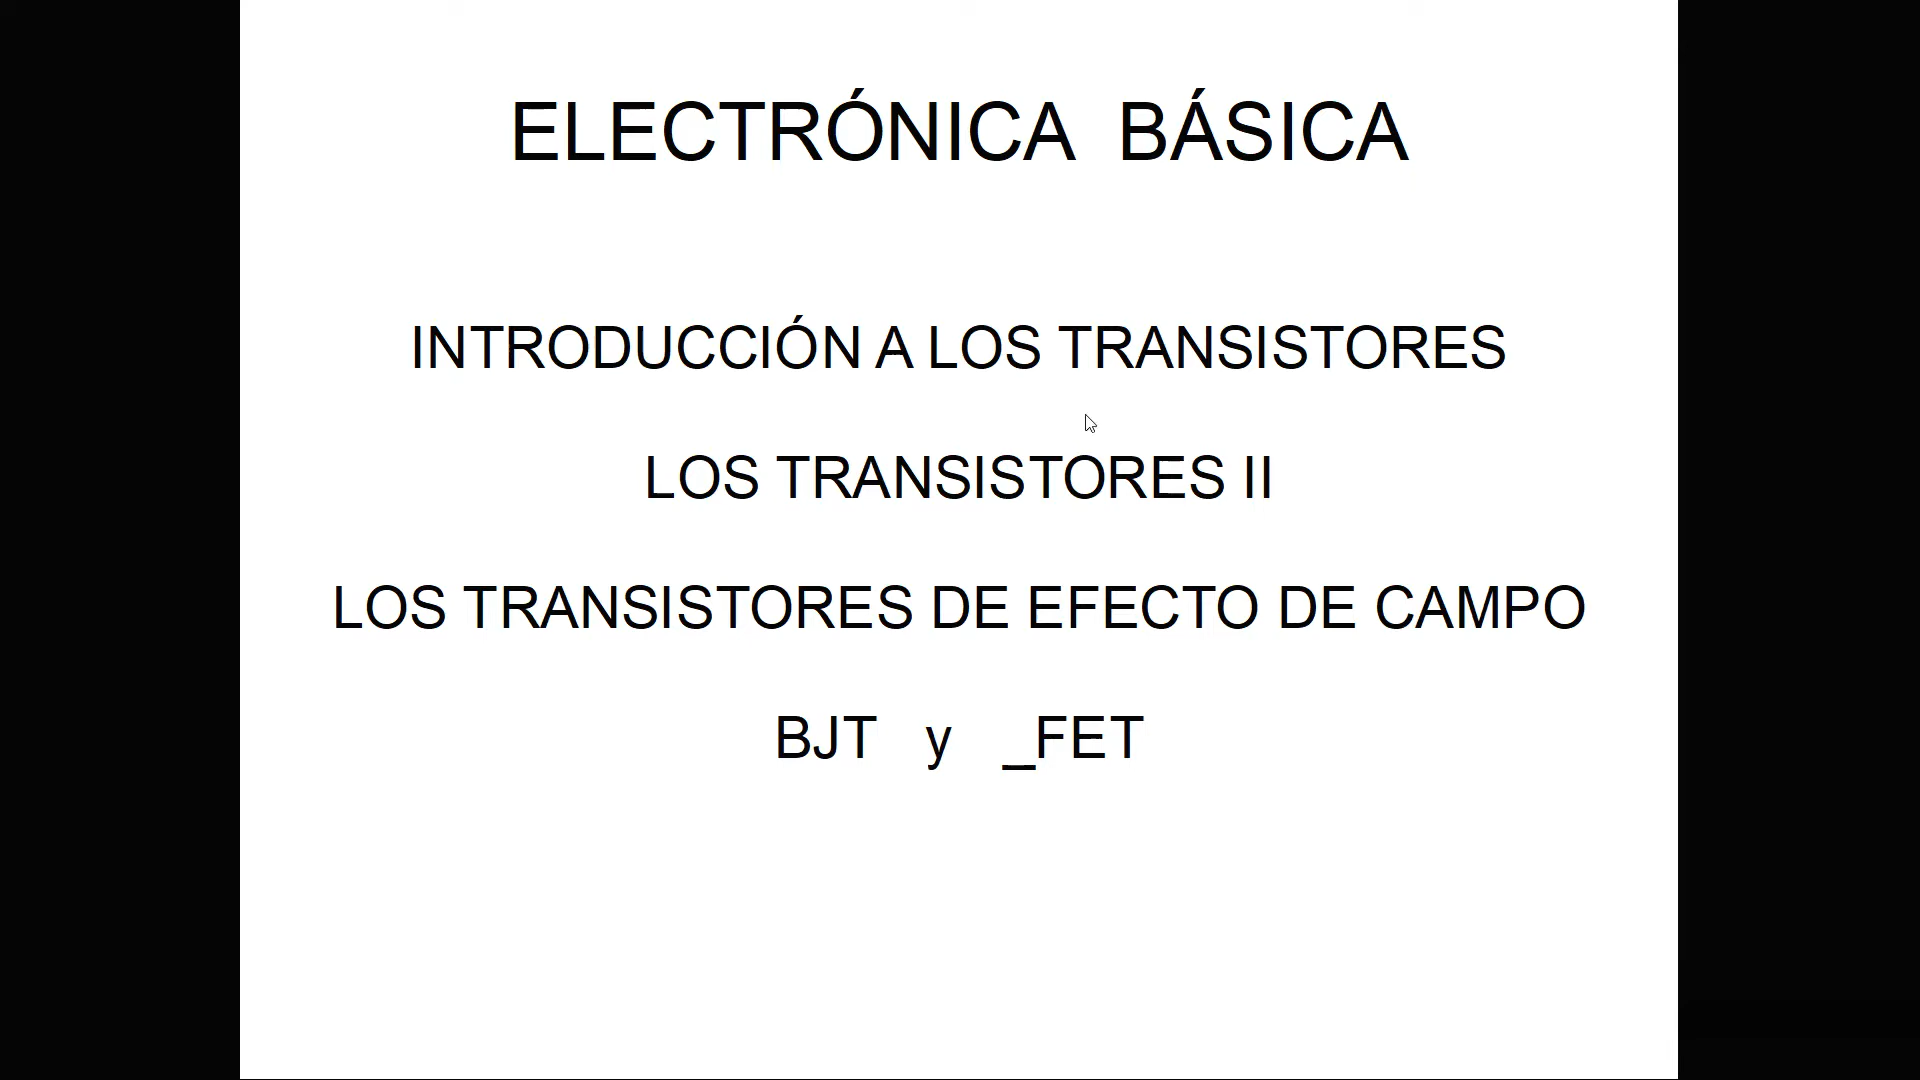 ELECTRÓNICA BÁSICA
INTRODUCCIÓN A LOS TRANSISTORES
LOS TRANSISTORES II
LOS TRANSISTORES DE EFECTO DE CAMPO
BJT y _FET